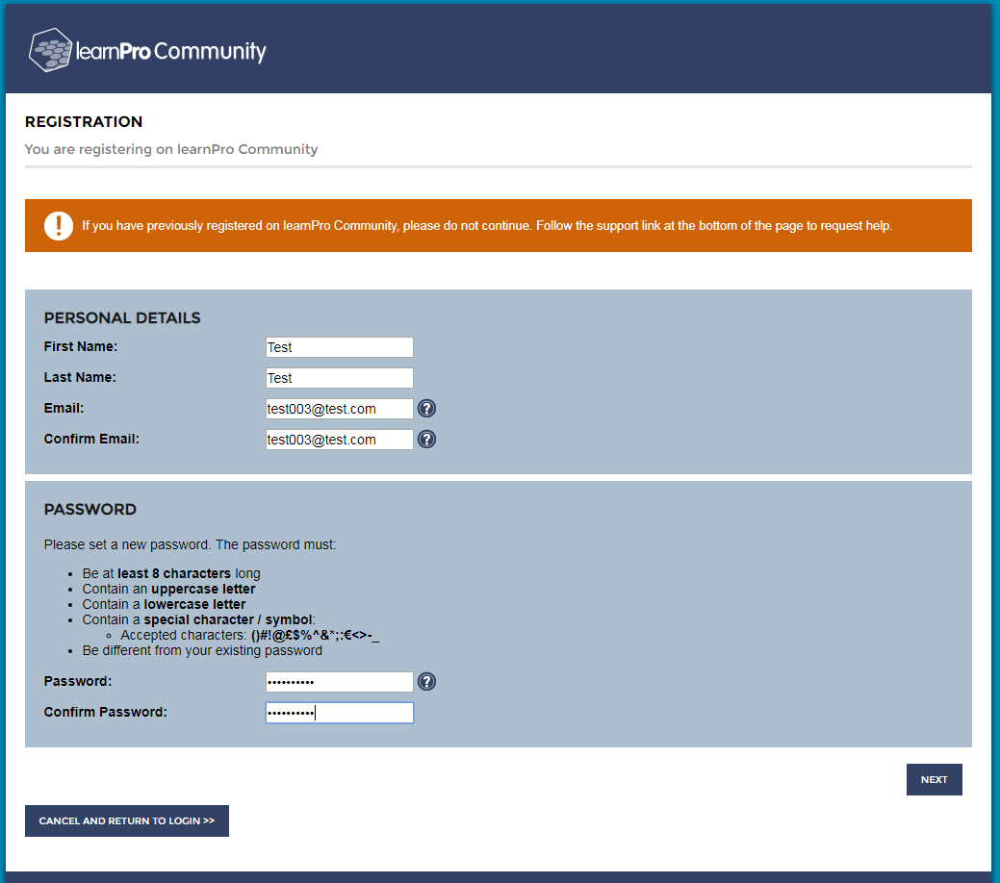 learnPro Community
REGISTRATION
You are registering on learnPro Community
! If you have previously registered on learnPro Community, please do not continue. Follow the support link at the bottom of the page to request help.
PERSONAL DETAILS
First Name: Test
Last Name: Test
Email: test003@test.com ?
Confirm Email: test003@test.com ?
PASSWORD
Please set a new password. The password must:
• Be at least 8 characters long
• Contain an uppercase letter
• Contain a lowercase letter
• Contain a special character / symbol:
◦ Accepted characters: ()#!@£$%^&*;:€<>-_
• Be different from your existing password
Password: •••••••••• ?
Confirm Password: ••••••••••
NEXT
CANCEL AND RETURN TO LOGIN >>